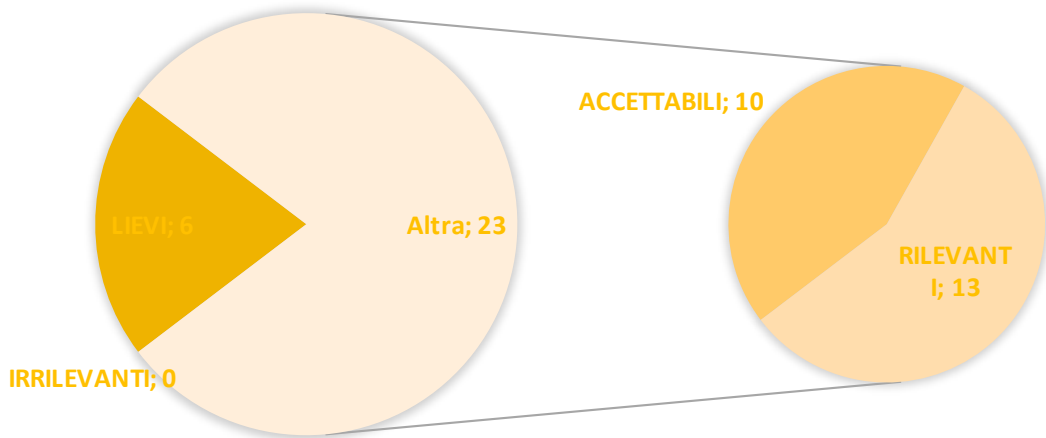 ACCETTABILI; 10
LIEVI; 6
Altra; 23
RILEVANT
I; 13
IRRILEVANTI; 0